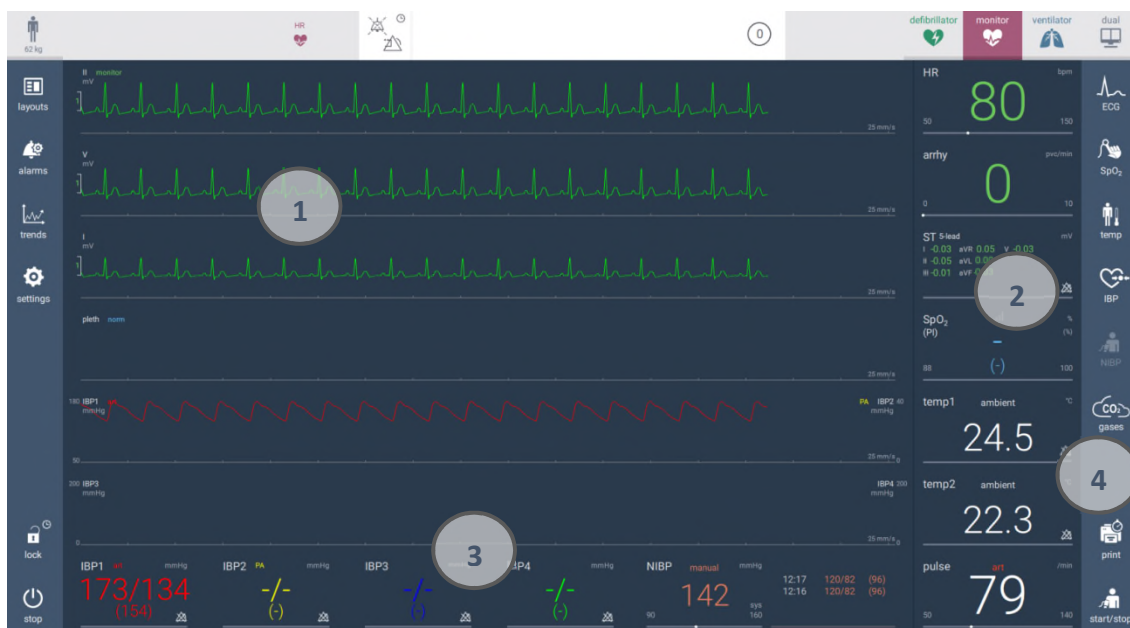 62 kg
HR
0
defibrillator
monitor
ventilator
dual
layouts
alarms
trends
settings
lock
stop
II monitor
mV
1
25 mm/s
V
mV
1
25 mm/s
I
mV
1
25 mm/s
pleth norm
25 mm/s
180 IBP1
mmHg
PA IBP2 40
mmHg
50
25 mm/s 0
200 IBP3
mmHg
IBP4 200
mmHg
0
25 mm/s 0
1
2
3
4
IBP1 art mmHg
173/134
(154)
IBP2 PA mmHg
-/-
(-)
IBP3
-/-
(-)
mmHg
-/-
(-)
NIBP manual mmHg
142
sys
90 160
12:17 120/82 (96)
12:16 120/82 (96)
HR bpm
80
50 150
arrhy pvc/min
0
0 10
ST 5-lead mV
I -0.03 aVR 0.05 V -0.03
II -0.05 aVL
III -0.01 aVF
SpO₂ %
(PI) (%)
–
(-)
88 100
temp1 ambient °C
24.5
temp2 ambient
22.3
pulse art /min
79
50 140
ECG
SpO₂
temp
IBP
NIBP
CO₂
gases
print
start/stop